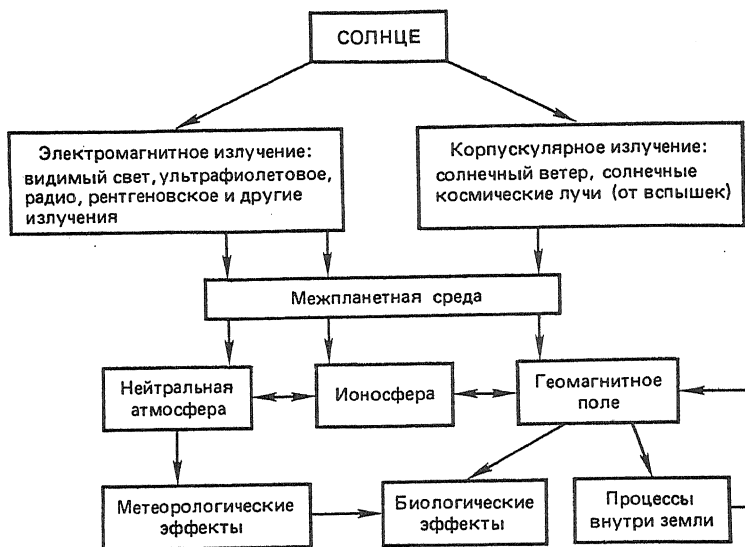 СОЛНЦЕ
Электромагнитное излучение:
видимый свет, ультрафиолетовое,
радио, рентгеновское и другие
излучения
Корпускулярное излучение:
солнечный ветер, солнечные
космические лучи (от вспышек)
Межпланетная среда
Нейтральная
атмосфера
Ионосфера
Геомагнитное
поле
Метеорологические
эффекты
Биологические
эффекты
Процессы
внутри земли